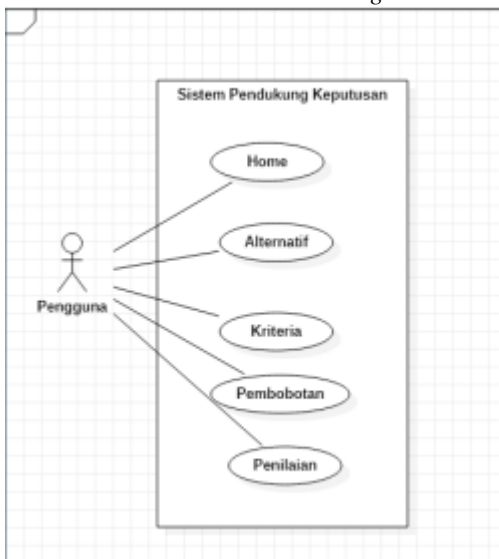 Sistem Pendukung Keputusan
Home
Alternatif
Pengguna
Kriteria
Pembobotan
Penilaian